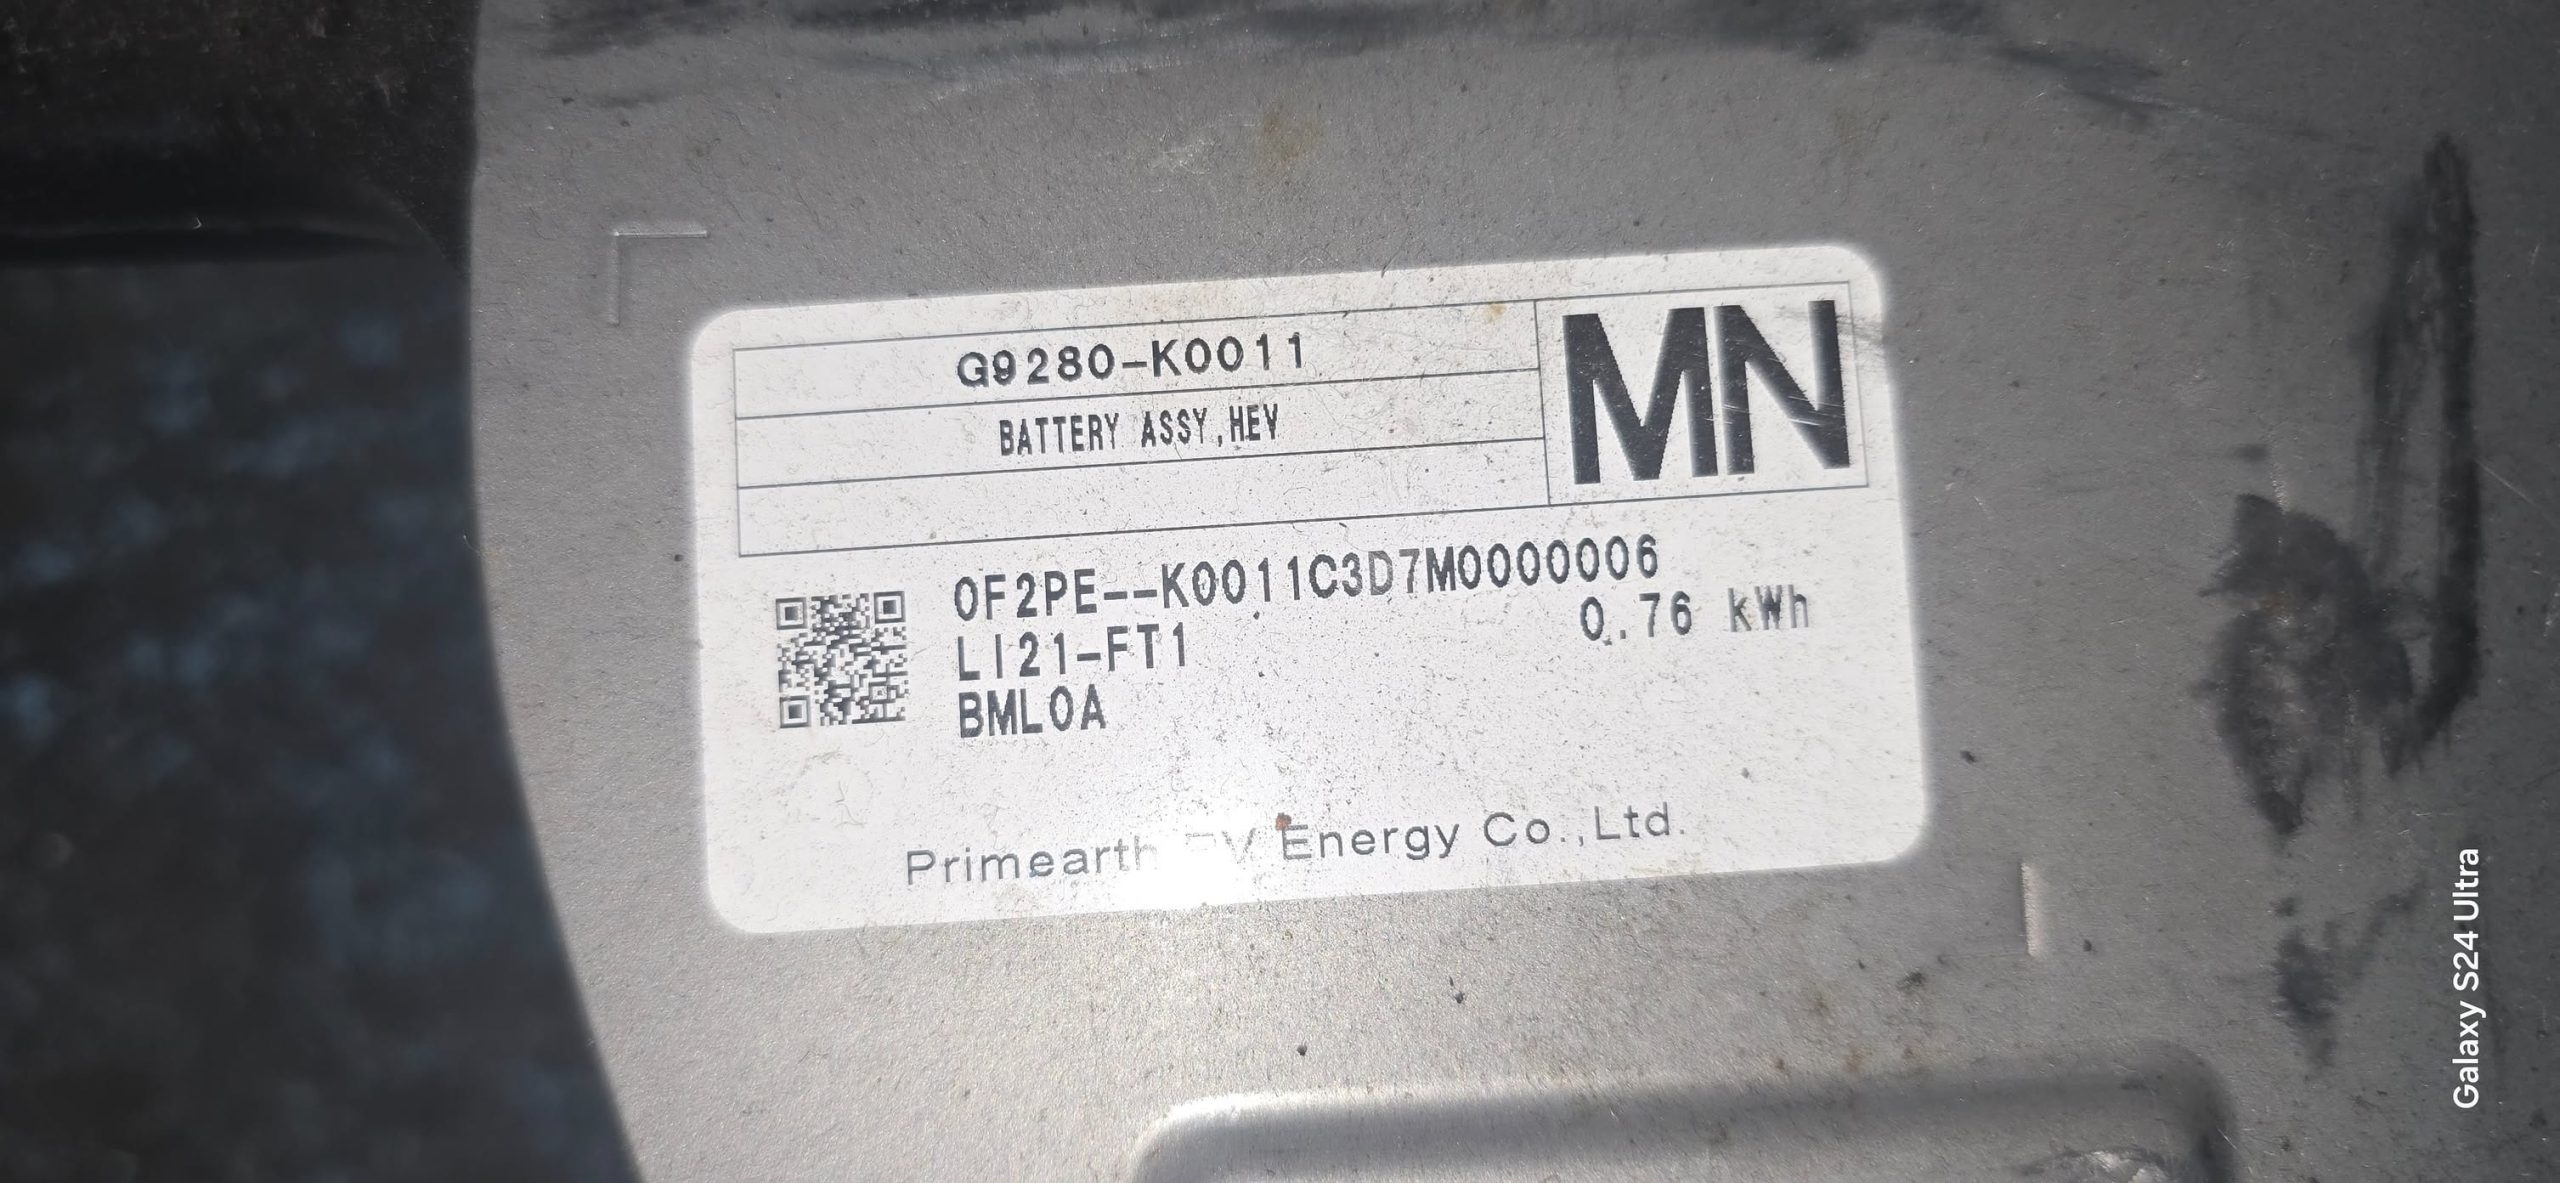 G9280-K0011
MN
BATTERY ASSY,HEV
0F2PE--K0011C3D7M0000006
0.76 kWh
LI21-FT1
BML0A
Primearth EV Energy Co.,Ltd.
Galaxy S24 Ultra